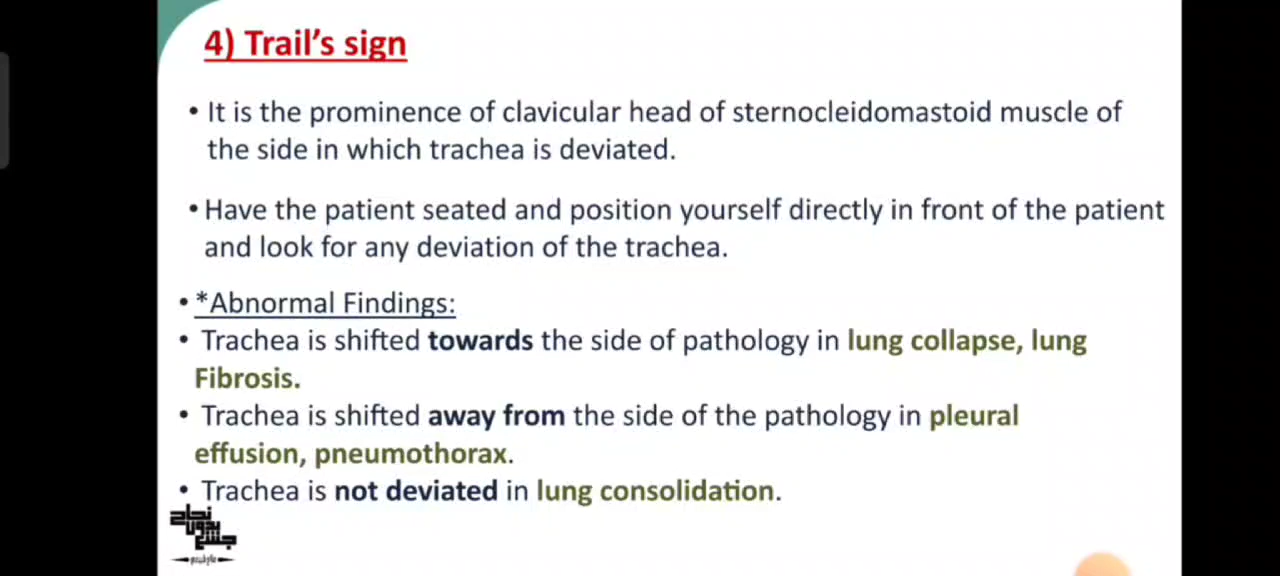 4) Trail's sign
• It is the prominence of clavicular head of sternocleidomastoid muscle of
the side in which trachea is deviated.
• Have the patient seated and position yourself directly in front of the patient
and look for any deviation of the trachea.
• *Abnormal Findings:
• Trachea is shifted towards the side of pathology in lung collapse, lung
Fibrosis.
• Trachea is shifted away from the side of the pathology in pleural
effusion, pneumothorax.
• Trachea is not deviated in lung consolidation.
نجاح
بدون